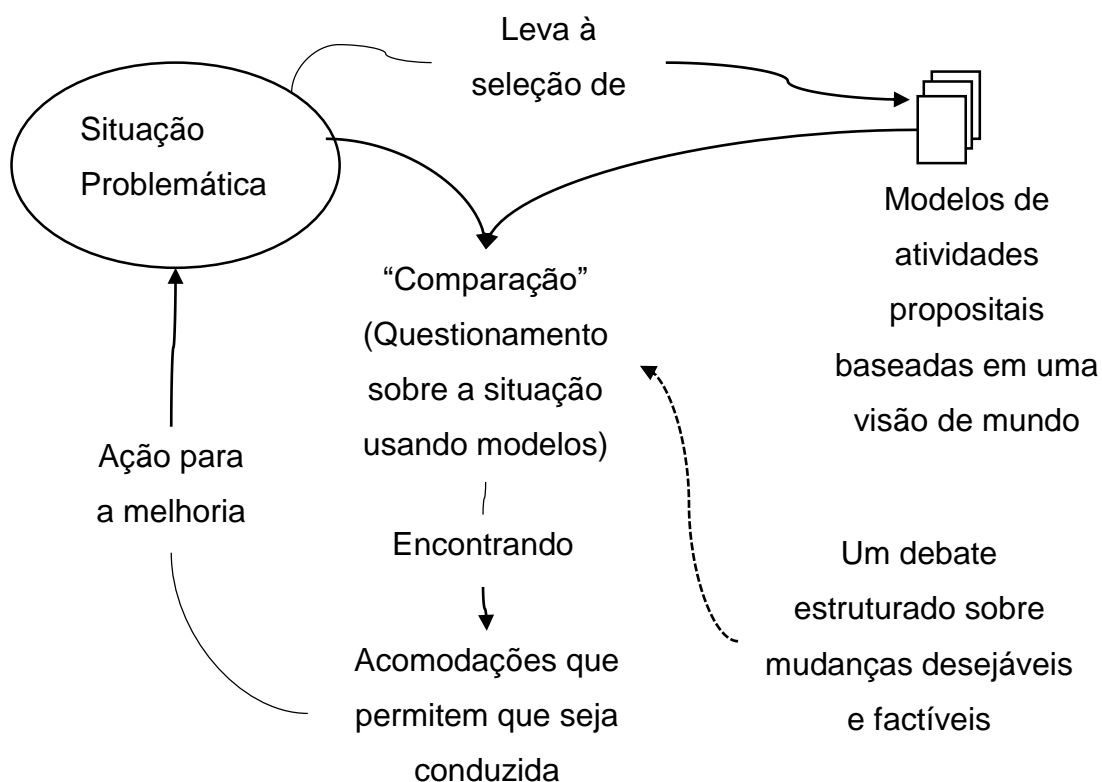 Leva à
seleção de
Situação
Problemática
Modelos de
atividades
propositais
baseadas em uma
visão de mundo
“Comparação”
(Questionamento
sobre a situação
usando modelos)
Ação para
a melhoria
Encontrando
Um debate
estruturado sobre
mudanças desejáveis
e factíveis
Acomodações que
permitem que seja
conduzida